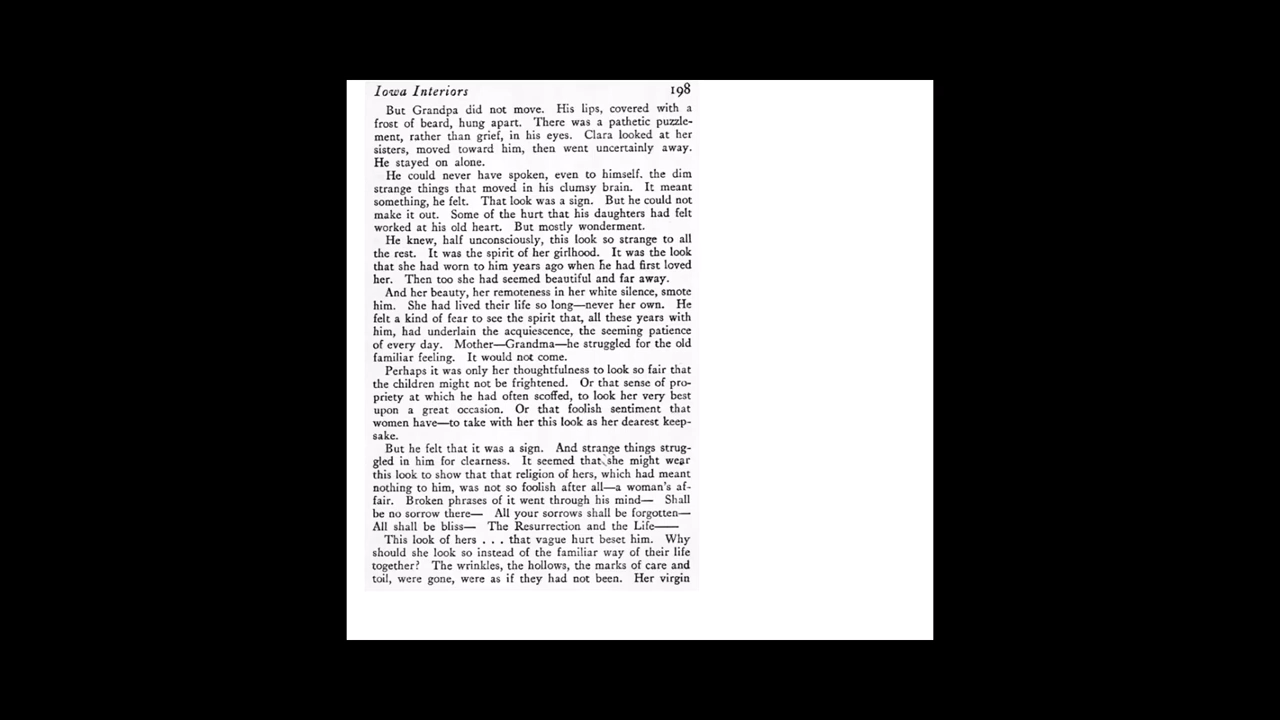 Iowa Interiors 198
But Grandpa did not move. His lips, covered with a
frost of beard, hung apart. There was a pathetic puzzle-
ment, rather than grief, in his eyes. Clara looked at her
sisters, moved toward him, then went uncertainly away.
He stayed on alone.
He could never have spoken, even to himself. the dim
strange things that moved in his clumsy brain. It meant
something, he felt. That look was a sign. But he could not
make it out. Some of the hurt that his daughters had felt
worked at his old heart. But mostly wonderment.
He knew, half unconsciously, this look so strange to all
the rest. It was the spirit of her girlhood. It was the look
that she had worn to him years ago when he had first loved
her. Then too she had seemed beautiful and far away.
And her beauty, her remoteness in her white silence, smote
him. She had lived their life so long—never her own. He
felt a kind of fear to see the spirit that, all these years with
him, had underlain the acquiescence, the seeming patience
of every day. Mother—Grandma—he struggled for the old
familiar feeling. It would not come.
Perhaps it was only her thoughtfulness to look so fair that
the children might not be frightened. Or that sense of pro-
priety at which he had often scoffed, to look her very best
upon a great occasion. Or that foolish sentiment that
women have—to take with her this look as her dearest keep-
sake.
But he felt that it was a sign. And strange things strug-
gled in him for clearness. It seemed that she might wear
this look to show that that religion of hers, which had meant
nothing to him, was not so foolish after all—a woman's af-
fair. Broken phrases of it went through his mind— Shall
be no sorrow there— All your sorrows shall be forgotten—
All shall be bliss— The Resurrection and the Life——
This look of hers . . . that vague hurt beset him. Why
should she look so instead of the familiar way of their life
together? The wrinkles, the hollows, the marks of care and
toil, were gone, were as if they had not been. Her virgin